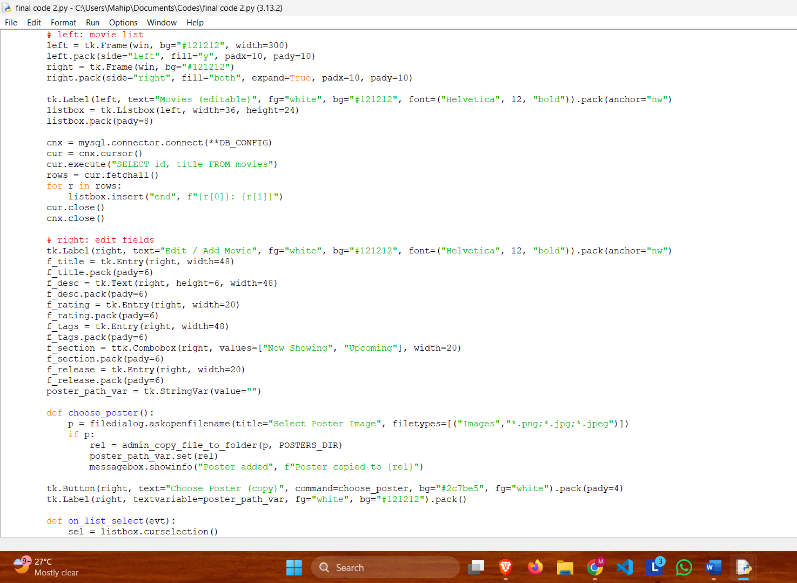 final code 2.py - C:\Users\Mahip\Documents\Codes\final code 2.py (3.13.2)
File Edit Format Run Options Window Help
# left: movie list
left = tk.Frame(win, bg="#121212", width=300)
left.pack(side="left", fill="y", padx=10, pady=10)
right = tk.Frame(win, bg="#121212")
right.pack(side="right", fill="both", expand=True, padx=10, pady=10)
tk.Label(left, text="Movies (editable)", fg="white", bg="#121212", font=("Helvetica", 12, "bold")).pack(anchor="nw")
listbox = tk.Listbox(left, width=36, height=24)
listbox.pack(pady=8)
cnx = mysql.connector.connect(**DB_CONFIG)
cur = cnx.cursor()
cur.execute("SELECT id, title FROM movies")
rows = cur.fetchall()
for r in rows:
    listbox.insert("end", f"{r[0]}: {r[1]}")
cur.close()
cnx.close()
# right: edit fields
tk.Label(right, text="Edit / Add Movie", fg="white", bg="#121212", font=("Helvetica", 12, "bold")).pack(anchor="nw")
f_title = tk.Entry(right, width=48)
f_title.pack(pady=6)
f_desc = tk.Text(right, height=6, width=48)
f_desc.pack(pady=6)
f_rating = tk.Entry(right, width=20)
f_rating.pack(pady=6)
f_tags = tk.Entry(right, width=48)
f_tags.pack(pady=6)
f_section = ttk.Combobox(right, values=["Now Showing", "Upcoming"], width=20)
f_section.pack(pady=6)
f_release = tk.Entry(right, width=20)
f_release.pack(pady=6)
poster_path_var = tk.StringVar(value="")
def choose_poster():
    p = filedialog.askopenfilename(title="Select Poster Image", filetypes=[("Images","*.png;*.jpg;*.jpeg")])
    if p:
        rel = admin_copy_file_to_folder(p, POSTERS_DIR)
        poster_path_var.set(rel)
        messagebox.showinfo("Poster added", f"Poster copied to {rel}")
tk.Button(right, text="Choose Poster (copy)", command=choose_poster, bg="#2c7be5", fg="white").pack(pady=4)
tk.Label(right, textvariable=poster_path_var, fg="white", bg="#121212").pack()
def on_list_select(evt):
    sel = listbox.curselection()
27°C
Mostly clear
Search